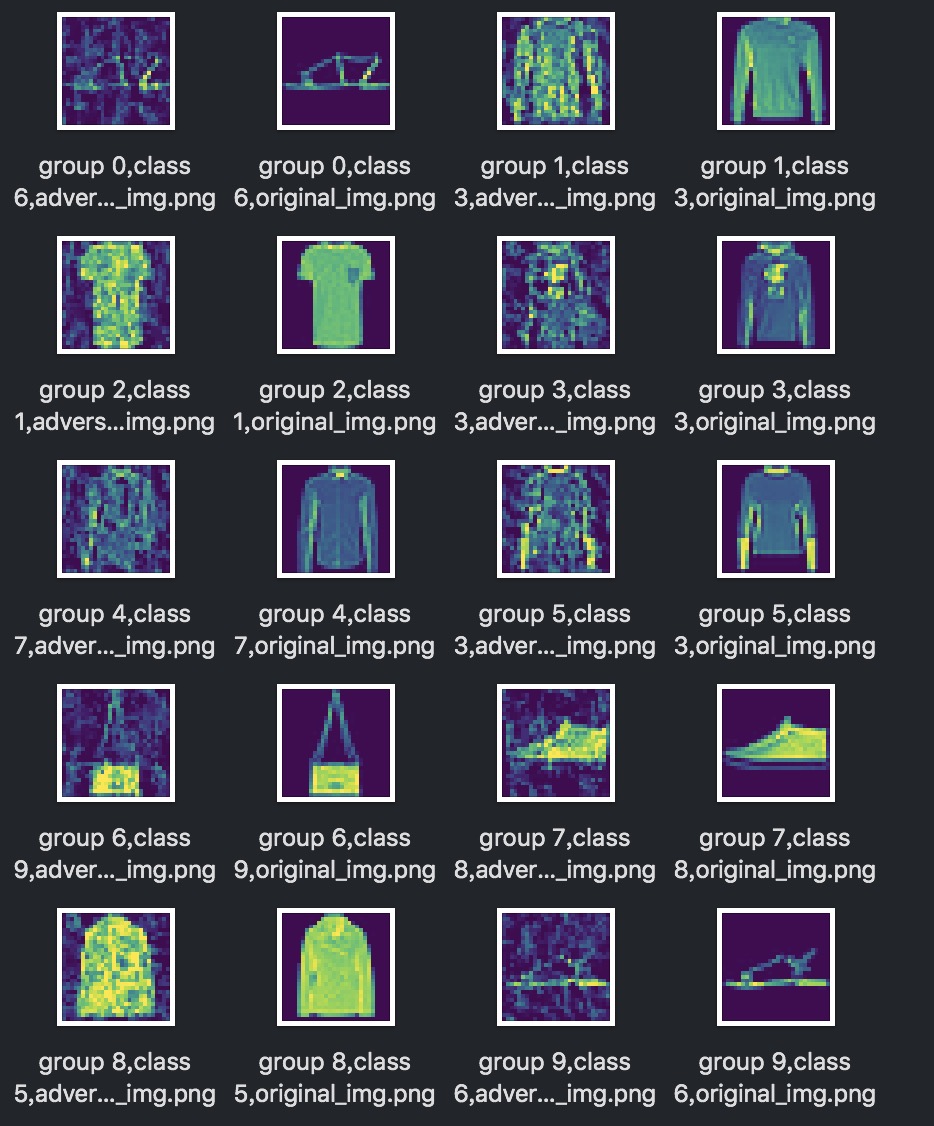 group 0,class
6,adver..._img.png
group 0,class
6,original_img.png
group 1,class
3,adver..._img.png
group 1,class
3,original_img.png
group 2,class
1,advers...img.png
group 2,class
1,original_img.png
group 3,class
3,adver..._img.png
group 3,class
3,original_img.png
group 4,class
7,adver..._img.png
group 4,class
7,original_img.png
group 5,class
3,adver..._img.png
group 5,class
3,original_img.png
group 6,class
9,adver..._img.png
group 6,class
9,original_img.png
group 7,class
8,adver..._img.png
group 7,class
8,original_img.png
group 8,class
5,adver..._img.png
group 8,class
5,original_img.png
group 9,class
6,adver..._img.png
group 9,class
6,original_img.png